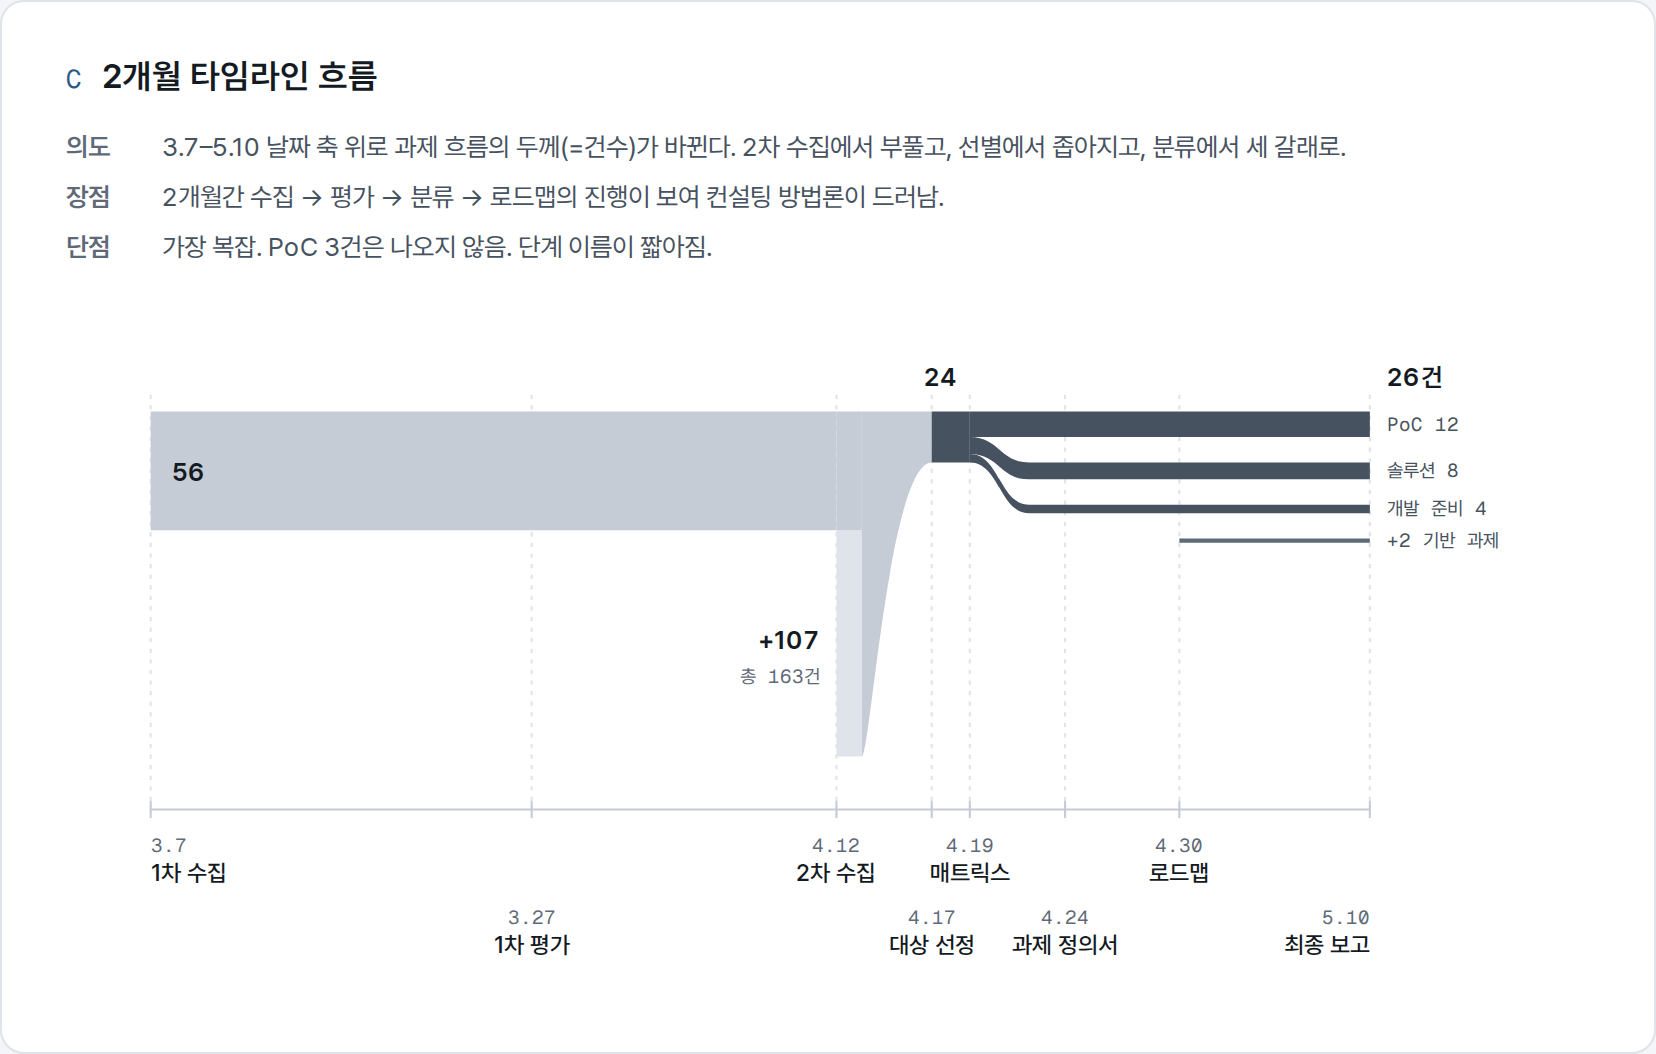 C 2개월 타임라인 흐름
의도 3.7–5.10 날짜 축 위로 과제 흐름의 두께(=건수)가 바뀐다. 2차 수집에서 부풀고, 선별에서 좁아지고, 분류에서 세 갈래로.
장점 2개월간 수집 → 평가 → 분류 → 로드맵의 진행이 보여 컨설팅 방법론이 드러남.
단점 가장 복잡. PoC 3건은 나오지 않음. 단계 이름이 짧아짐.
24
26건
PoC 12
56
솔루션 8
개발 준비 4
+2 기반 과제
+107
총 163건
3.7
1차 수집
4.12
2차 수집
4.19
매트릭스
4.30
로드맵
3.27
1차 평가
4.17
대상 선정
4.24
과제 정의서
5.10
최종 보고